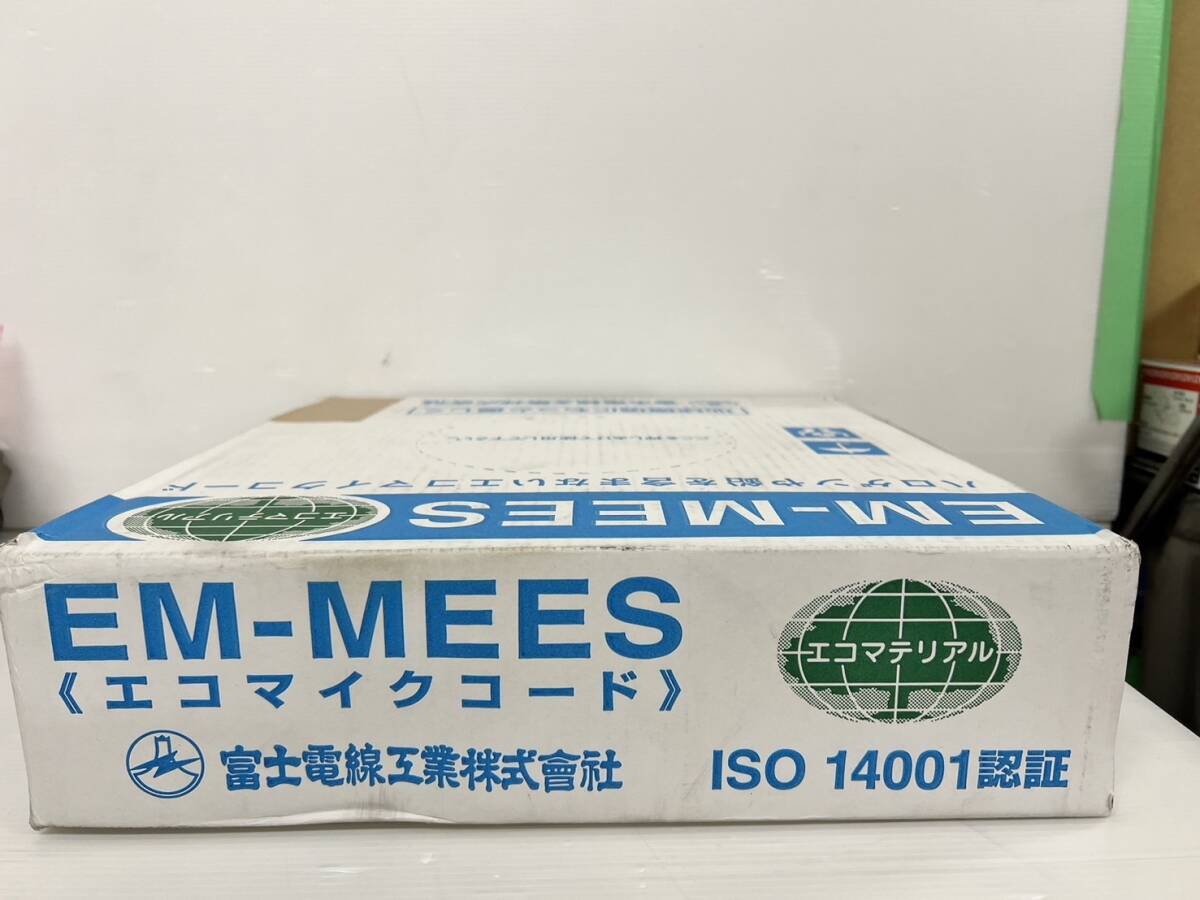 EM-MEES
《エコマイクコード》
富士電線工業株式會社
エコマテリアル
ISO 14001認証
EM-MEES
エコマテリアル
ハロゲンや鉛を含まないエコマイクコード